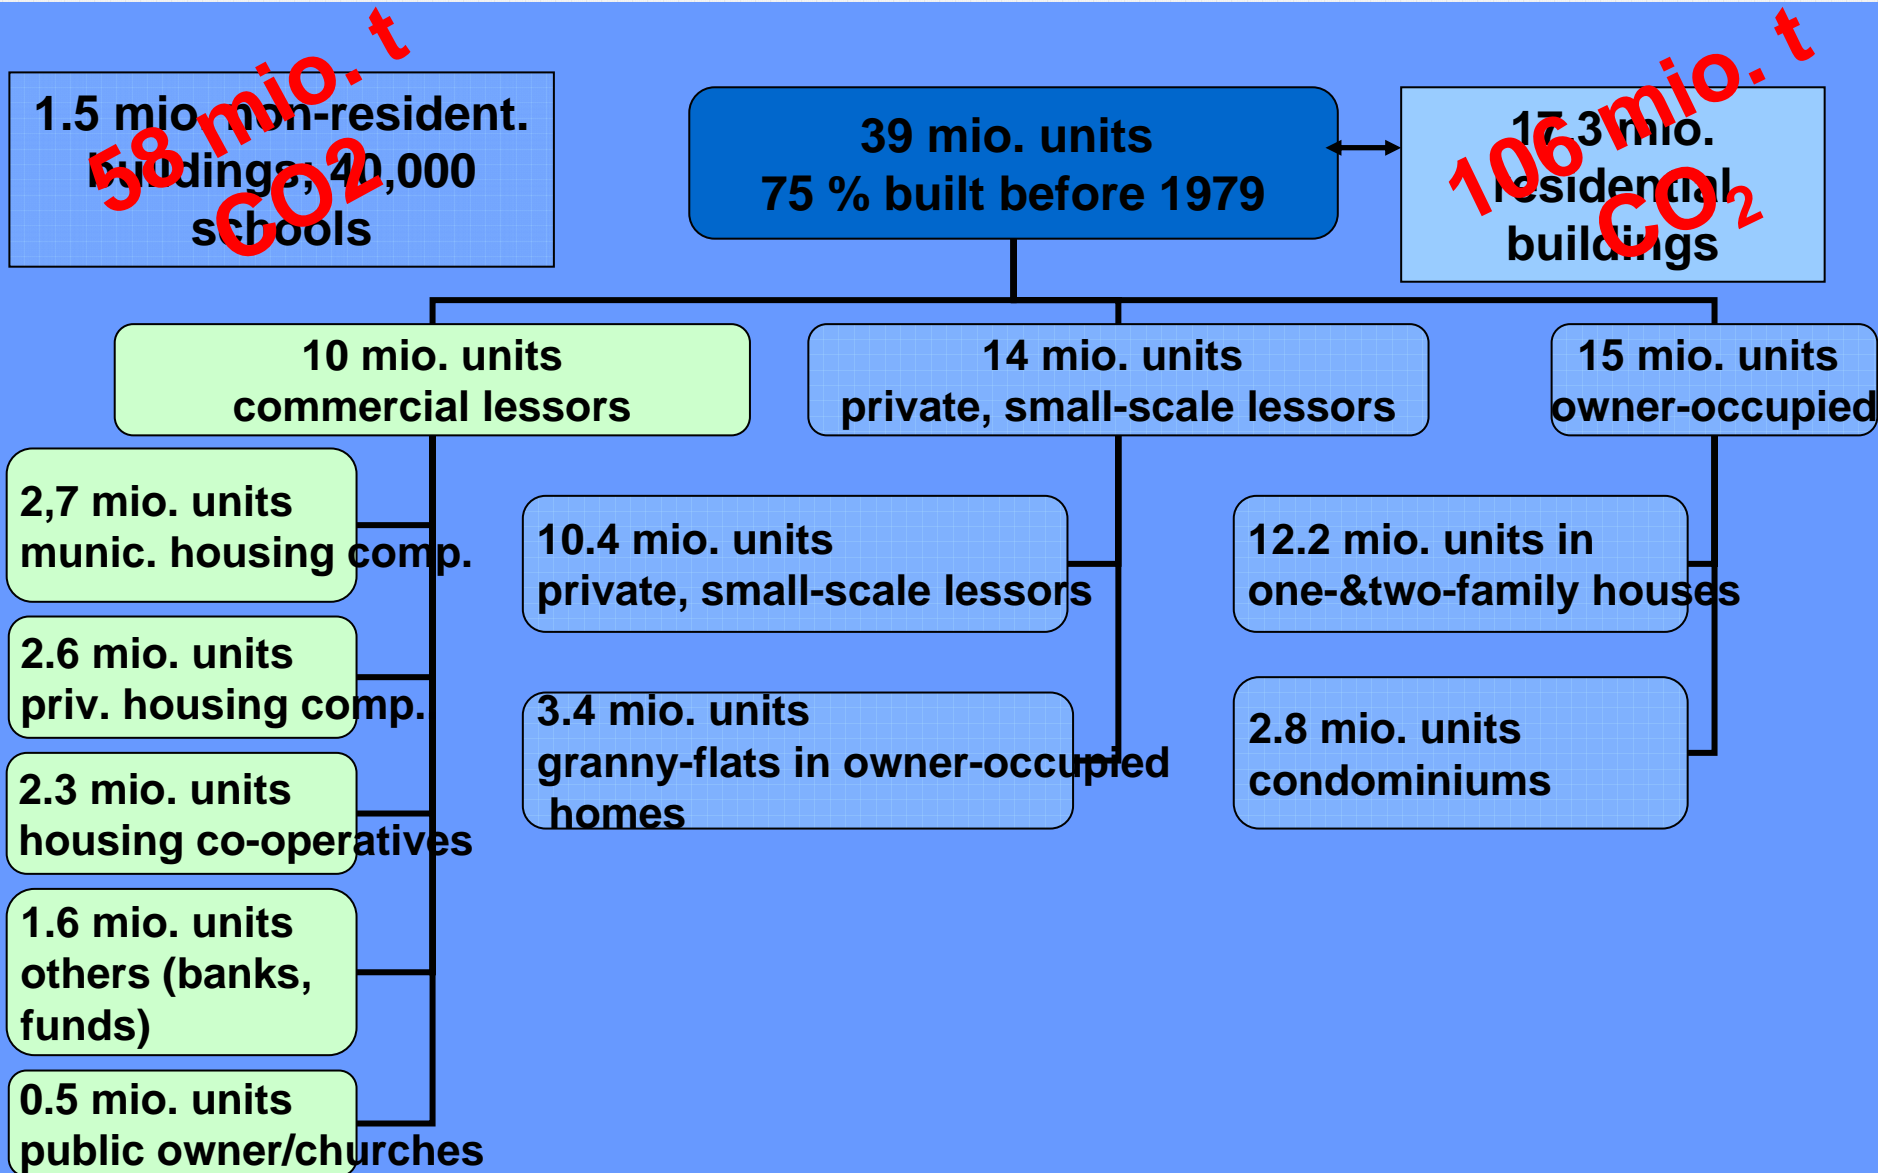 58 mio. t
CO2
1.5 mio. non-resident.
buildings; 40,000
schools
39 mio. units
75 % built before 1979
106 mio. t
CO2
17.3 mio.
residential
buildings
10 mio. units
commercial lessors
14 mio. units
private, small-scale lessors
15 mio. units
owner-occupied
2,7 mio. units
munic. housing comp.
2.6 mio. units
priv. housing comp.
2.3 mio. units
housing co-operatives
1.6 mio. units
others (banks,
funds)
0.5 mio. units
public owner/churches
10.4 mio. units
private, small-scale lessors
3.4 mio. units
granny-flats in owner-occupied
homes
12.2 mio. units in
one-&two-family houses
2.8 mio. units
condominiums